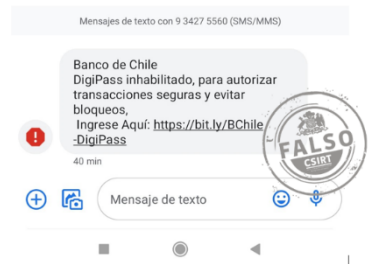 Mensajes de texto con 9 3427 5560 (SMS/MMS)
Banco de Chile
DigiPass inhabilitado, para autorizar
transacciones seguras y evitar
bloqueos,
Ingrese Aquí: https://bit.ly/BChile
-DigiPass
FALSO
CSIRT
40 min
Mensaje de texto